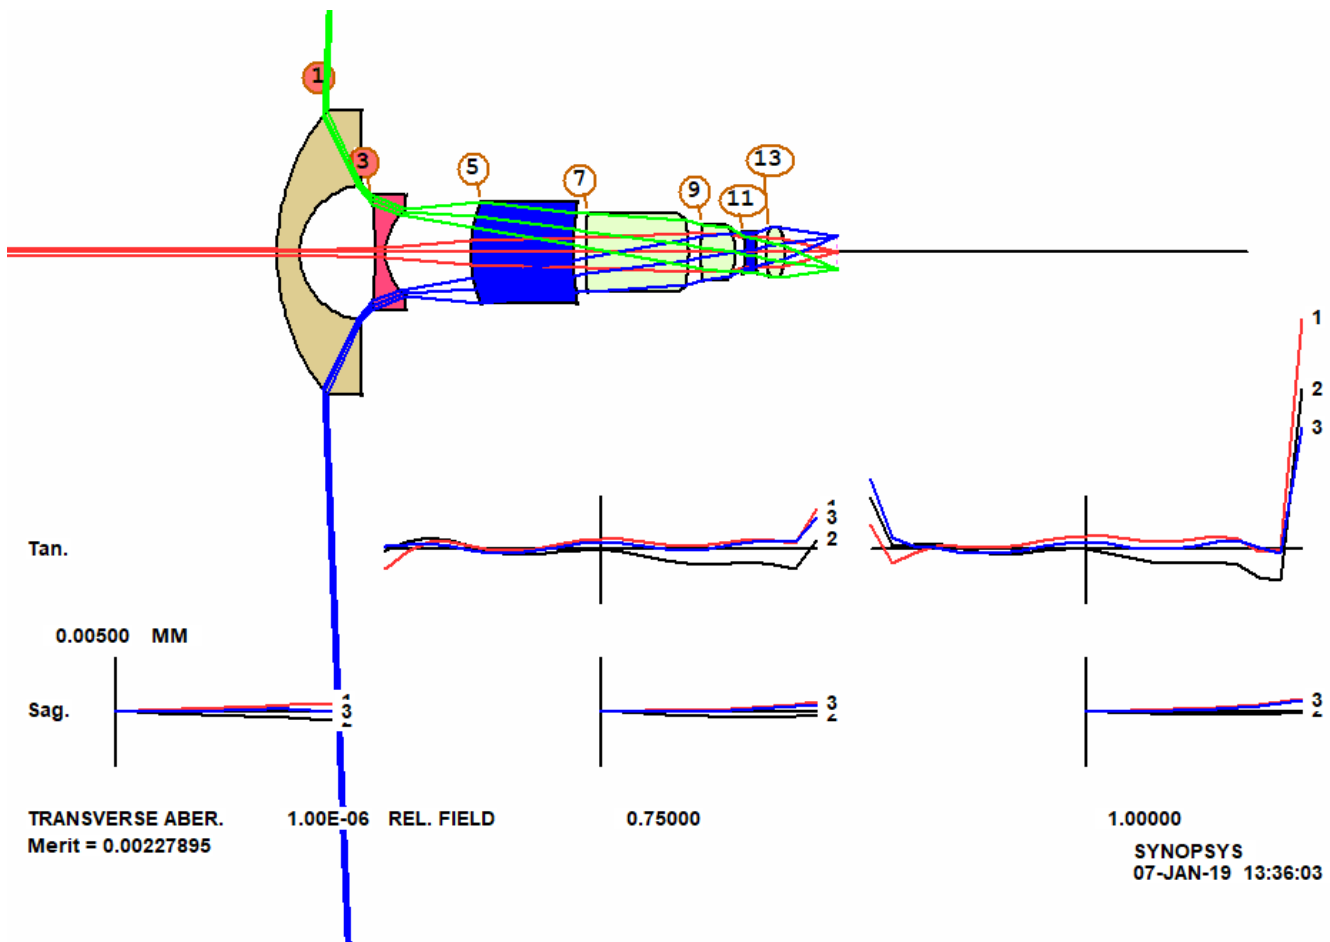 1
3
5
7
9
11
13
1
2
3
3
2
Tan.
0.00500 MM
Sag.
3
3
2
3
2
TRANSVERSE ABER. 1.00E-06 REL. FIELD 0.75000 1.00000
Merit = 0.00227895
SYNOPSYS
07-JAN-19 13:36:03